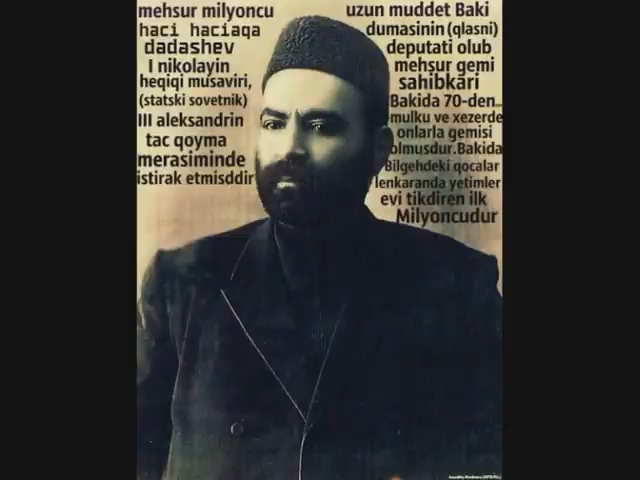 mehsur milyoncu
haci haciaqa
dadashev
I nikolayin
heqiqi musaviri,
(statski sovetnik)
III aleksandrin
tac qoyma
merasiminde
istirak etmisddir
uzun muddet Baki
dumasinin (qlasni)
deputati olub
mehsur gemi
sahibkari
Bakida 70-den...
mulku ve xezerde
onlarla gemisi
olmusdur.Bakida
Bilgehdeki qocalar
lenkaranda yetimler
evi tikdiren ilk
Milyoncudur